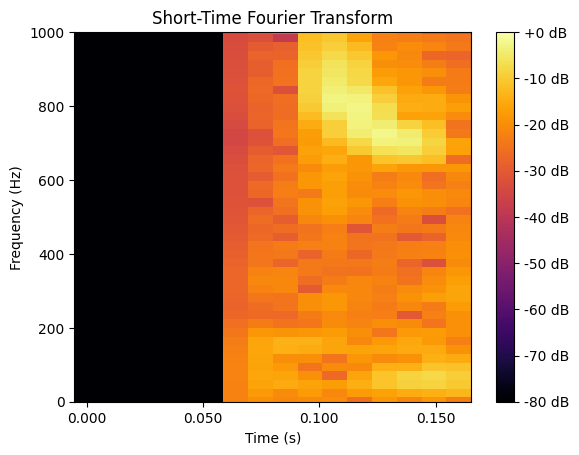 Short-Time Fourier Transform
1000
800
600
400
200
0
Frequency (Hz)
0.000
0.050
0.100
0.150
Time (s)
+0 dB
-10 dB
-20 dB
-30 dB
-40 dB
-50 dB
-60 dB
-70 dB
-80 dB